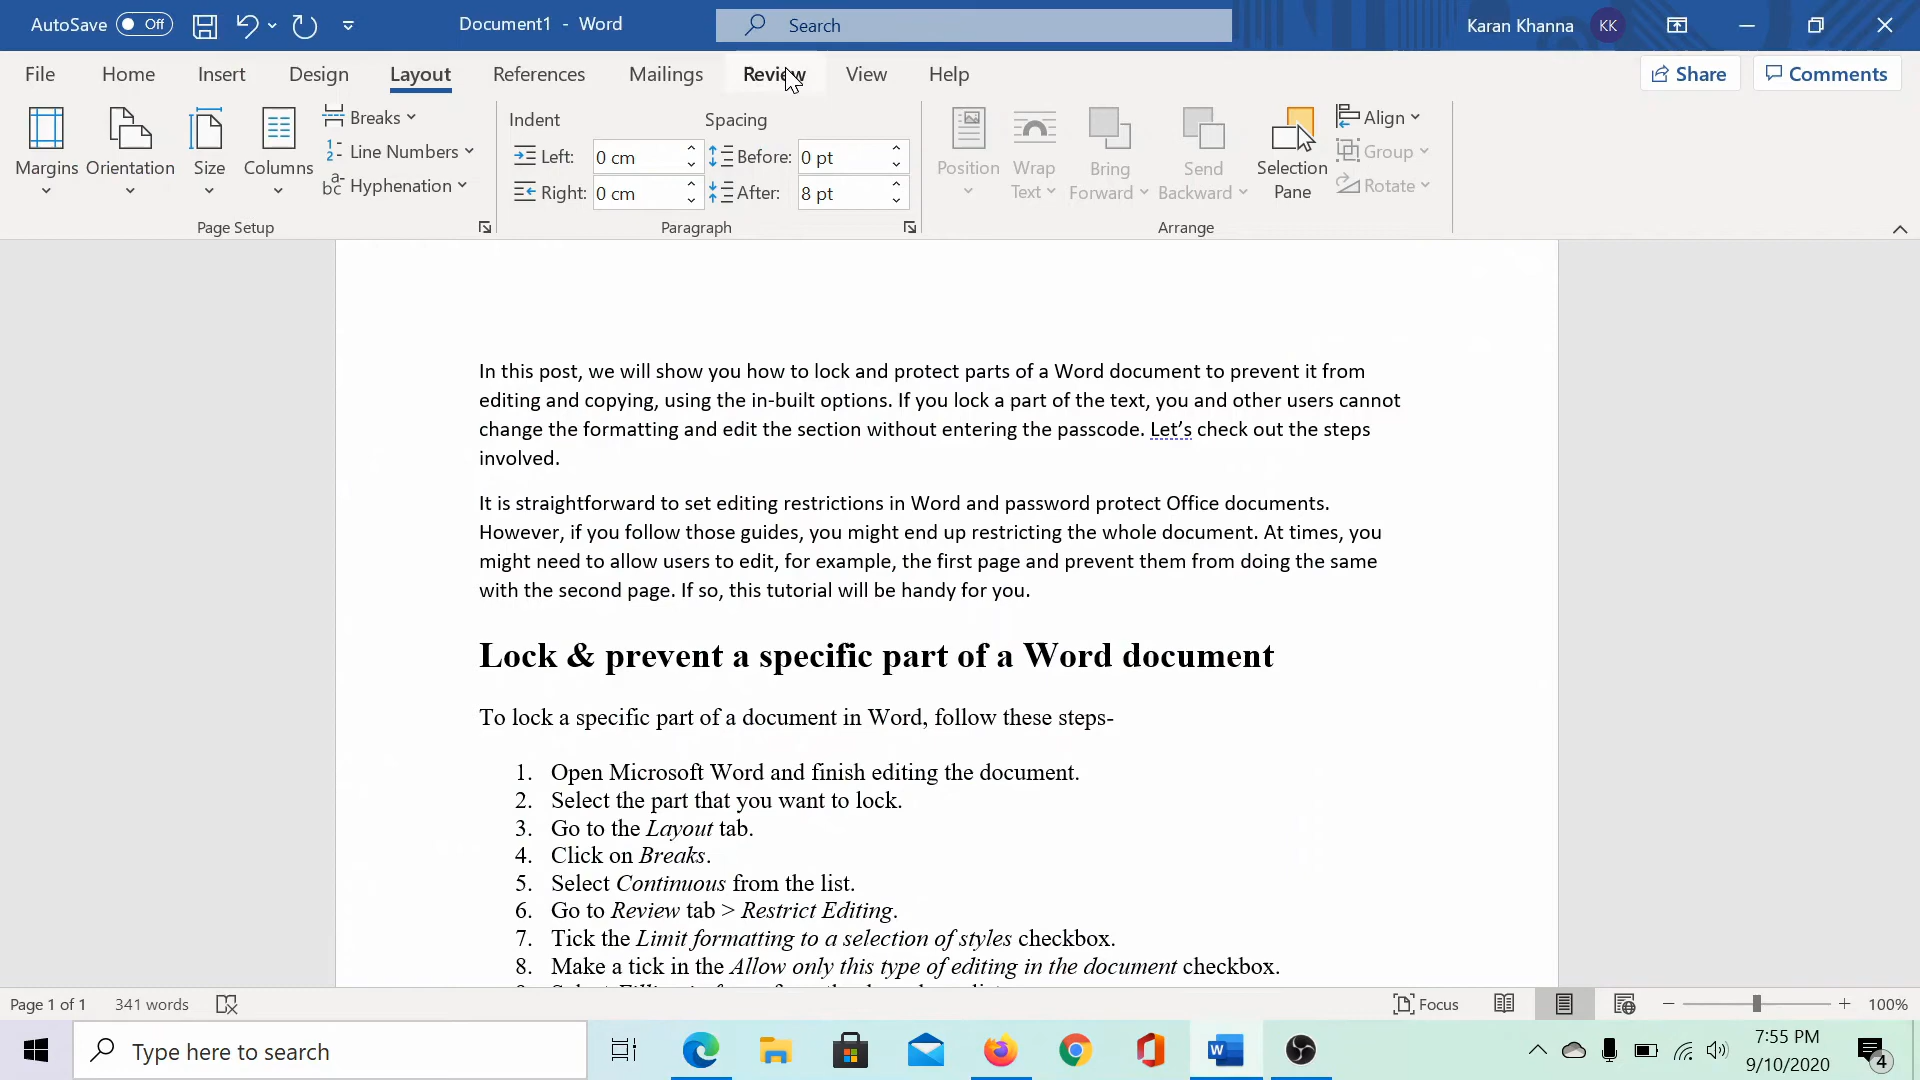 AutoSave Off Document1 - Word Search Karan Khanna KK
File Home Insert Design Layout References Mailings Review View Help Share Comments
Margins Orientation Size Columns
Breaks
Line Numbers
Hyphenation
Page Setup
Indent Spacing
Left: 0 cm Before: 0 pt
Right: 0 cm After: 8 pt
Paragraph
Position Wrap Text Bring Forward Send Backward Selection Pane
Align
Group
Rotate
Arrange
In this post, we will show you how to lock and protect parts of a Word document to prevent it from
editing and copying, using the in-built options. If you lock a part of the text, you and other users cannot
change the formatting and edit the section without entering the passcode. Let’s check out the steps
involved.
It is straightforward to set editing restrictions in Word and password protect Office documents.
However, if you follow those guides, you might end up restricting the whole document. At times, you
might need to allow users to edit, for example, the first page and prevent them from doing the same
with the second page. If so, this tutorial will be handy for you.
Lock & prevent a specific part of a Word document
To lock a specific part of a document in Word, follow these steps-
1. Open Microsoft Word and finish editing the document.
2. Select the part that you want to lock.
3. Go to the Layout tab.
4. Click on Breaks.
5. Select Continuous from the list.
6. Go to Review tab > Restrict Editing.
7. Tick the Limit formatting to a selection of styles checkbox.
8. Make a tick in the Allow only this type of editing in the document checkbox.
Page 1 of 1 341 words Focus 100%
Type here to search
7:55 PM
9/10/2020
4